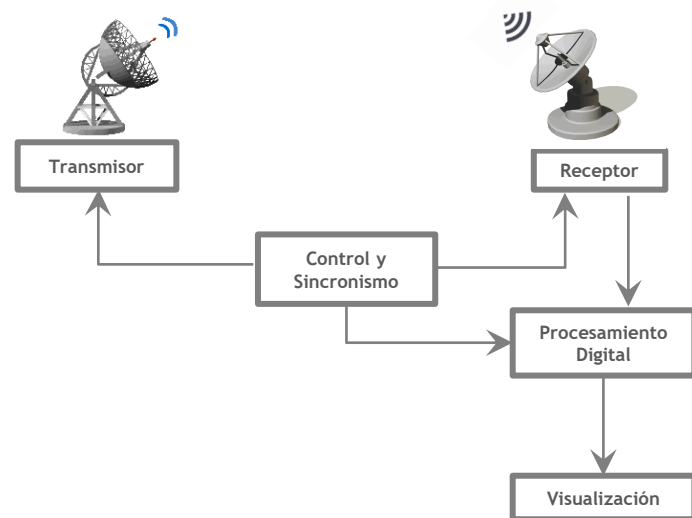 Transmisor
Receptor
Control y
Sincronismo
Procesamiento
Digital
Visualización